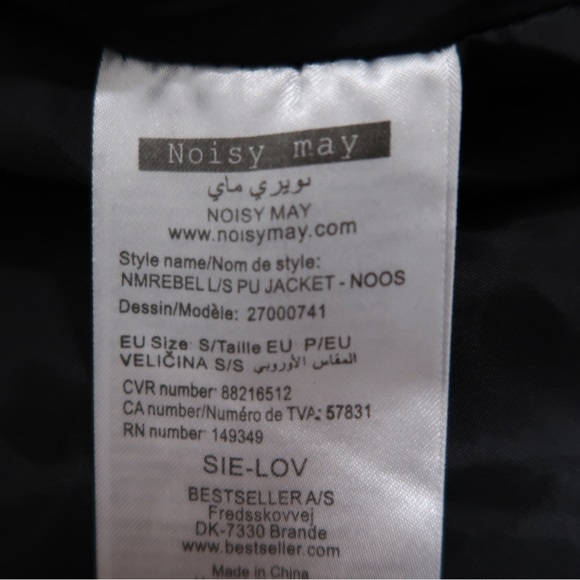 Noisy may
نويزي ماي
NOISY MAY
www.noisymay.com
Style name/Nom de style:
NMREBEL L/S PU JACKET - NOOS
Dessin/Modèle: 27000741
EU Size: S/Taille EU P/EU
VELIČINA S/S المقاس الأوروبي/س
CVR number: 88216512
CA number/Numéro de TVA: 57831
RN number: 149349
SIE-LOV
BESTSELLER A/S
Fredsskovvej
DK-7330 Brande
www.bestseller.com
Made in China